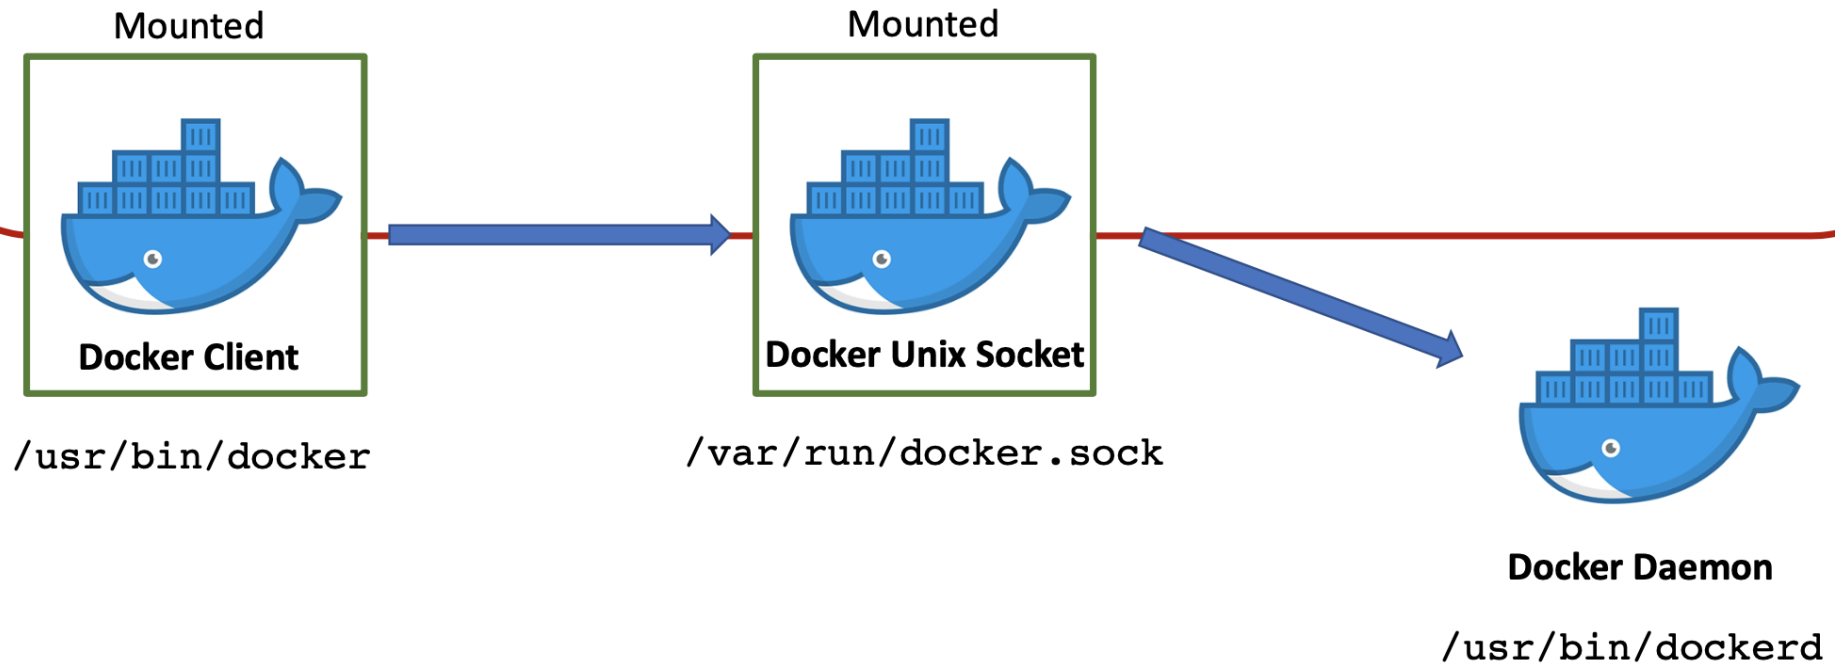 Mounted
Mounted
Docker Client
Docker Unix Socket
/usr/bin/docker
/var/run/docker.sock
Docker Daemon
/usr/bin/dockerd